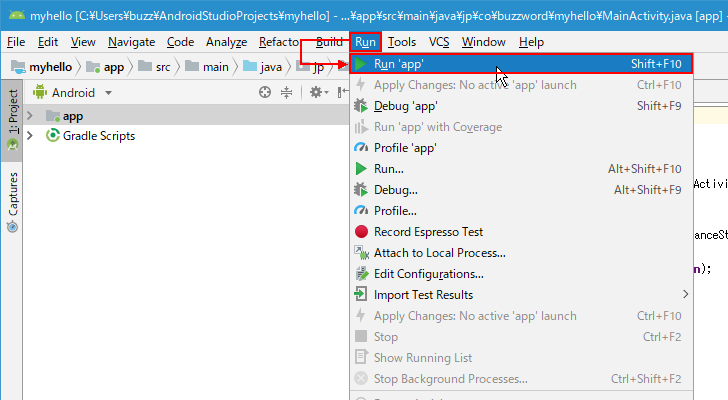 myhello [C:¥Users¥buzz¥AndroidStudioProjects¥myhello] - ...¥app¥src¥main¥java¥jp¥co¥buzzword¥myhello¥MainActivity.java [app]
File Edit View Navigate Code Analyze Refactor Build Run Tools VCS Window Help
myhello app src main java jp
Run 'app' Shift+F10
Apply Changes: No active 'app' launch Ctrl+F10
Android
Debug 'app' Shift+F9
1: Project
app
Run 'app' with Coverage
Gradle Scripts
Profile 'app'
Run... Alt+Shift+F10
Captures
Debug... Alt+Shift+F9
Activi
Profile...
Record Espresso Test
anceSt
Attach to Local Process...
Edit Configurations...
n);
Import Test Results
Apply Changes: No active 'app' launch Ctrl+F10
Stop Ctrl+F2
Show Running List
Stop Background Processes... Ctrl+Shift+F2